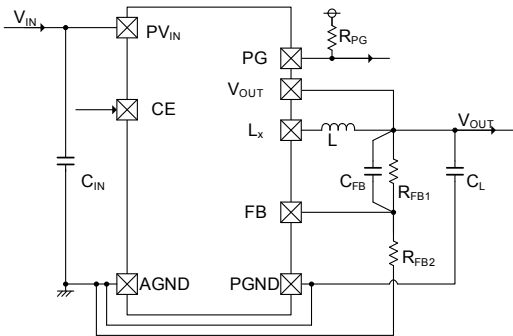 V_IN
PV_IN
PG
R_PG
V_OUT
CE
L_x
L
V_OUT
C_IN
C_FB
R_FB1
C_L
FB
R_FB2
AGND
PGND